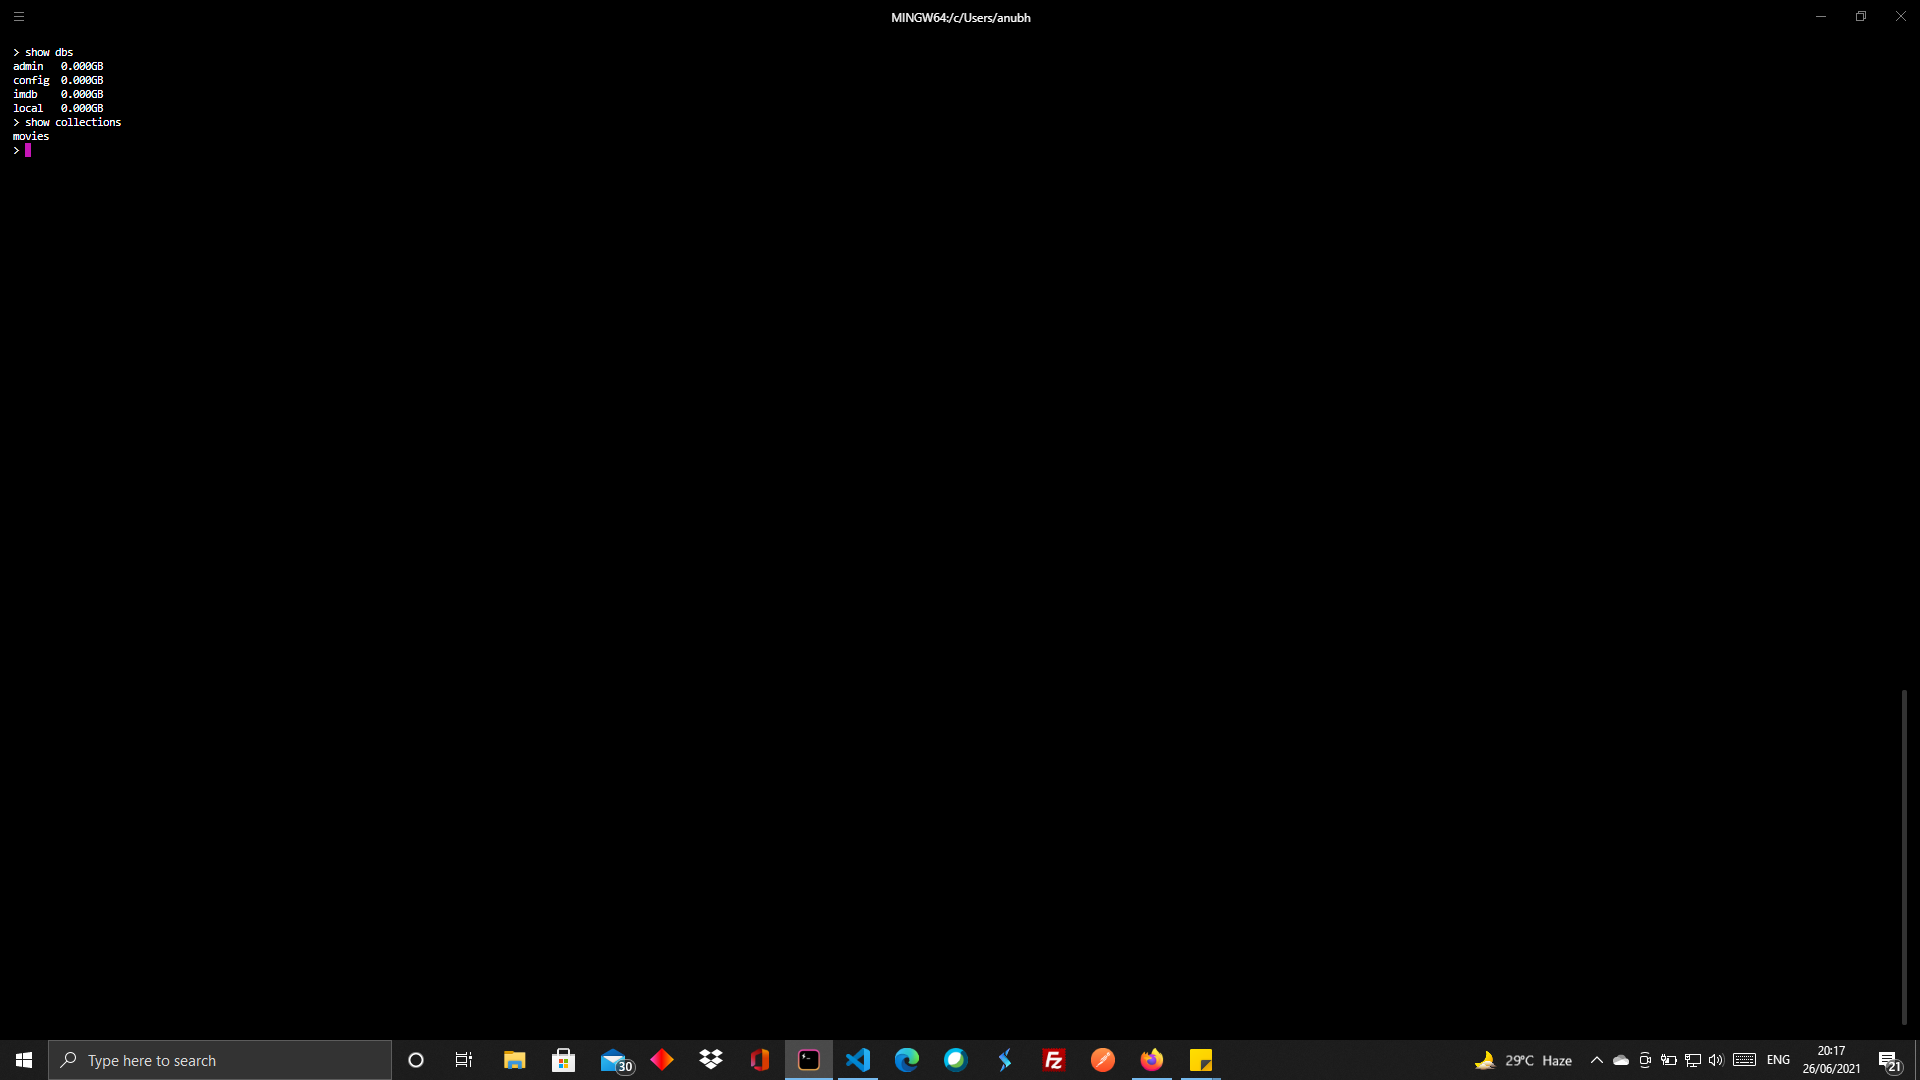 MINGW64:/c/Users/anubh
> show dbs
admin 0.000GB
config 0.000GB
imdb 0.000GB
local 0.000GB
> show collections
movies
>
Type here to search
30
Fz
29°C Haze
ENG
20:17
26/06/2021
21